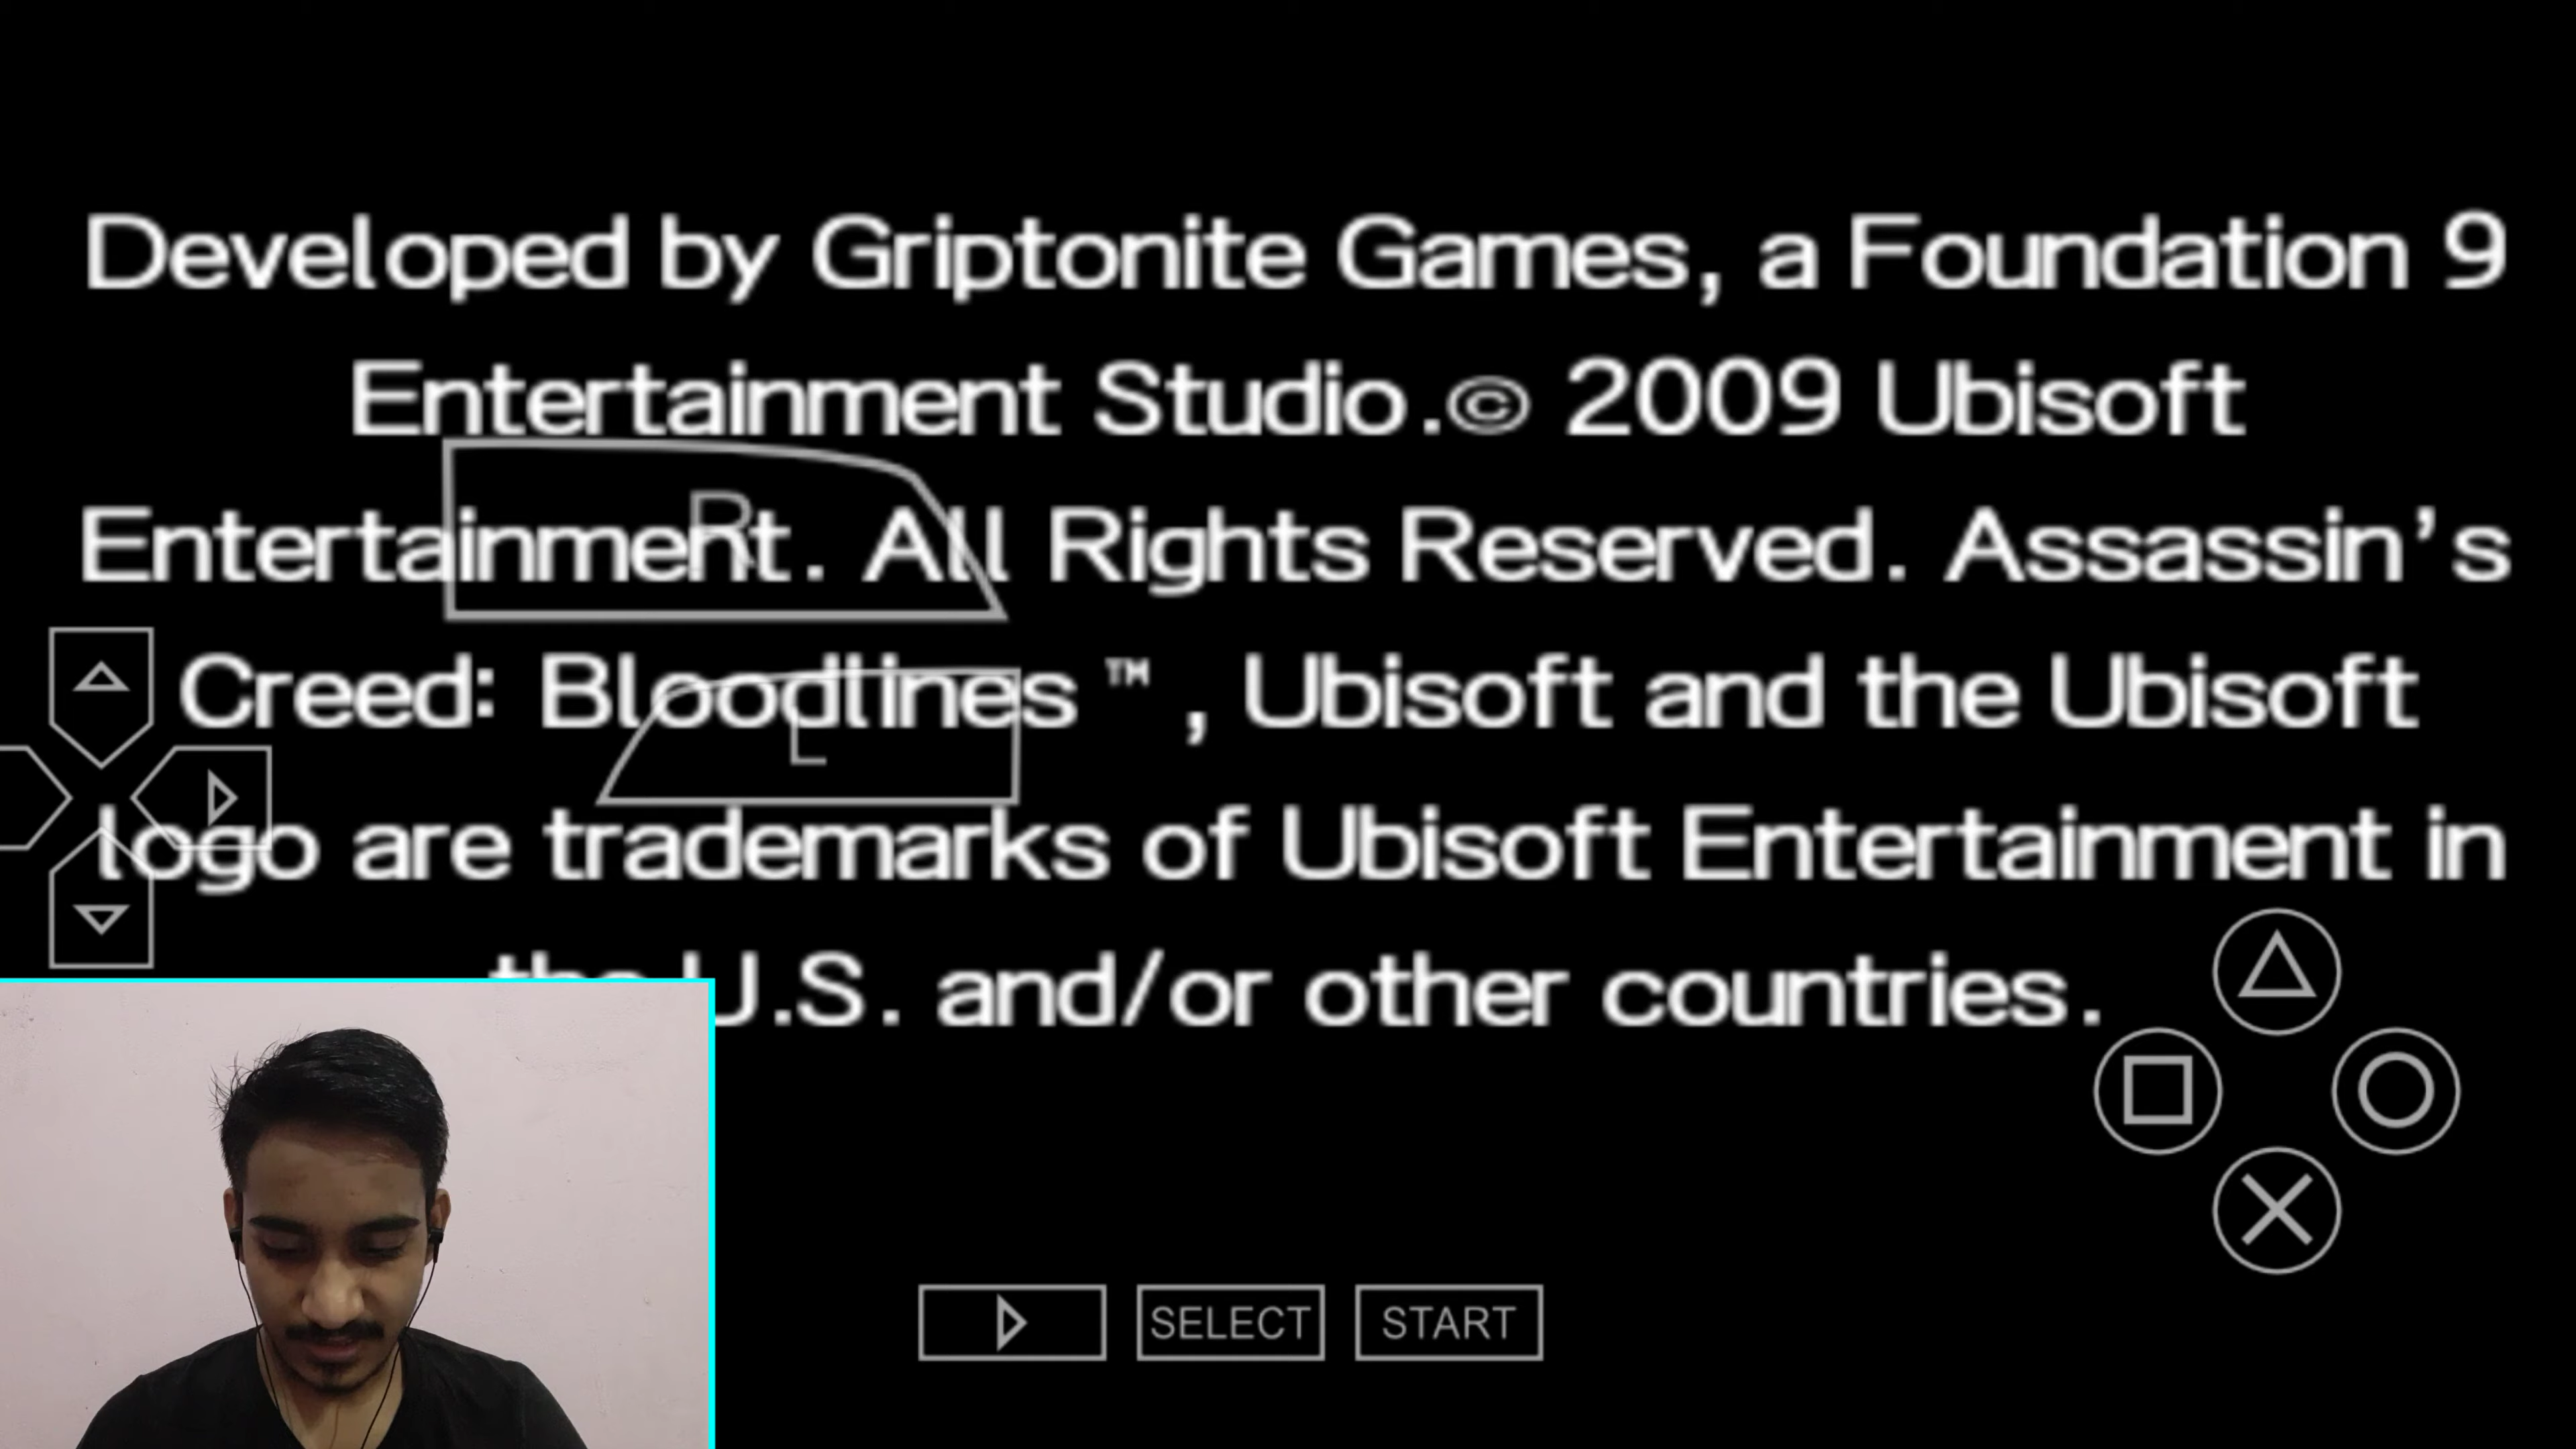 Developed by Griptonite Games, a Foundation 9
Entertainment Studio.© 2009 Ubisoft
R
Entertainment. All Rights Reserved. Assassin's
Creed: Bloodlines™, Ubisoft and the Ubisoft
L
logo are trademarks of Ubisoft Entertainment in
the U.S. and/or other countries.
SELECT START